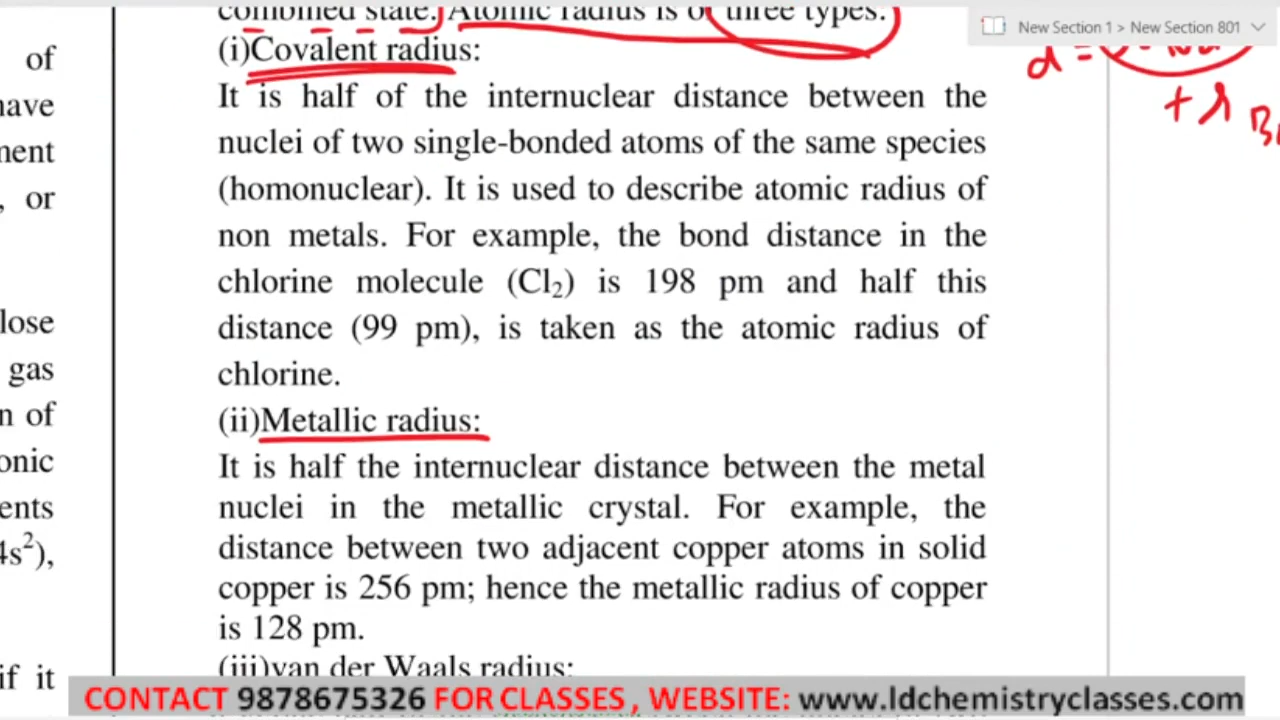 combined state. Atomic radius is of three types:
New Section 1 > New Section 801
(i)Covalent radius:
d =
+ r
of
It is half of the internuclear distance between the
have
nuclei of two single-bonded atoms of the same species
ment
(homonuclear). It is used to describe atomic radius of
, or
non metals. For example, the bond distance in the
chlorine molecule (Cl₂) is 198 pm and half this
lose
distance (99 pm), is taken as the atomic radius of
gas
chlorine.
n of
(ii)Metallic radius:
onic
It is half the internuclear distance between the metal
ents
nuclei in the metallic crystal. For example, the
4s²),
distance between two adjacent copper atoms in solid
copper is 256 pm; hence the metallic radius of copper
is 128 pm.
if it
(iii)van der Waals radius:
CONTACT 9878675326 FOR CLASSES , WEBSITE: www.ldchemistryclasses.com